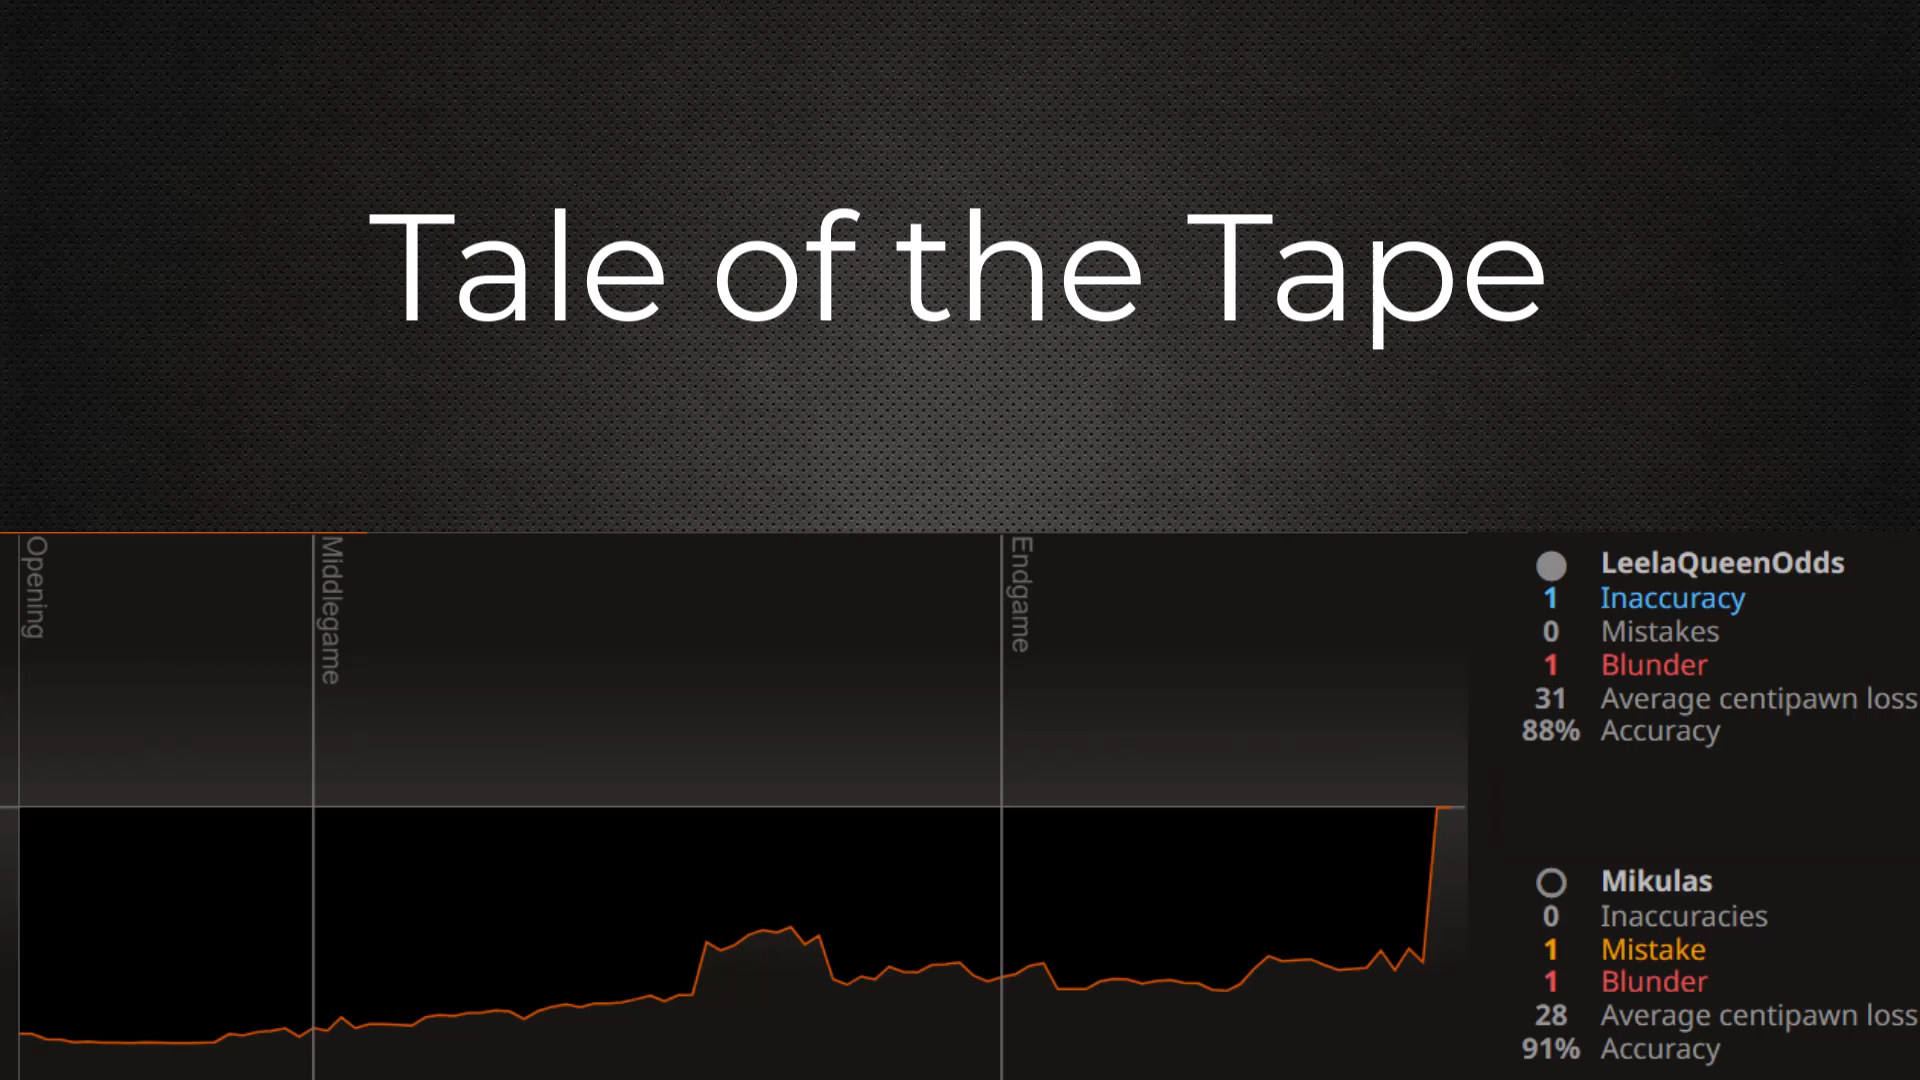 Tale of the Tape
Opening
Middlegame
Endgame
LeelaQueenOdds
1 Inaccuracy
0 Mistakes
1 Blunder
31 Average centipawn loss
88% Accuracy
Mikulas
0 Inaccuracies
1 Mistake
1 Blunder
28 Average centipawn loss
91% Accuracy